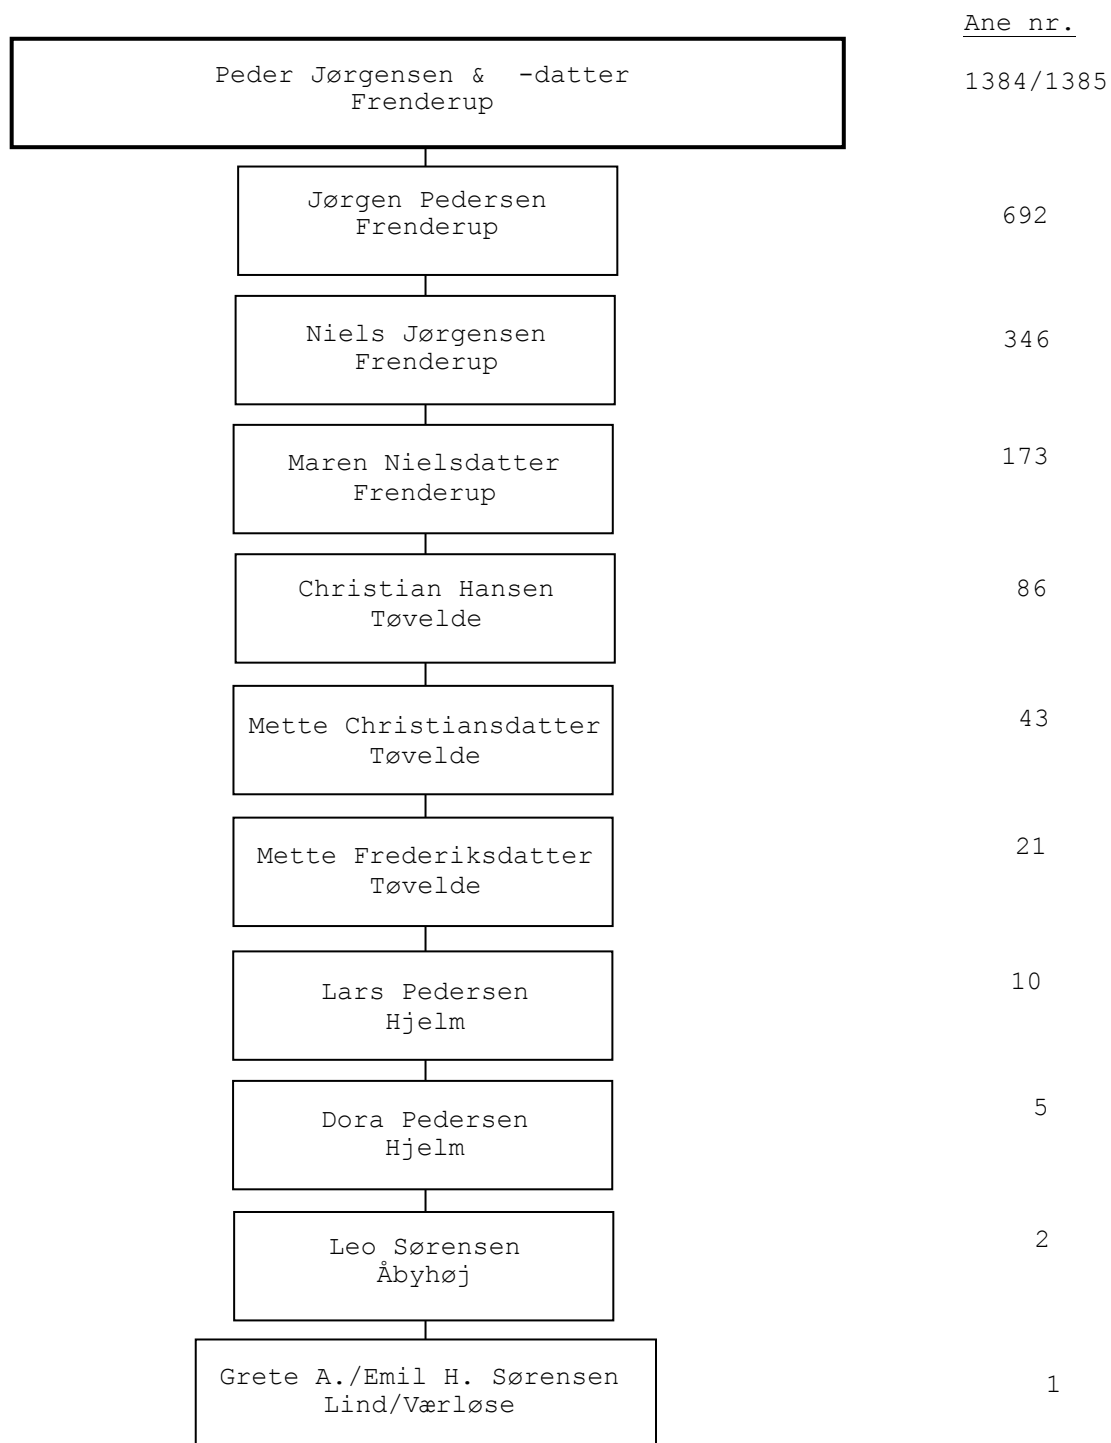 Ane nr.
Peder Jørgensen &  -datter
Frenderup
1384/1385
Jørgen Pedersen
Frenderup
692
Niels Jørgensen
Frenderup
346
Maren Nielsdatter
Frenderup
173
Christian Hansen
Tøvelde
86
Mette Christiansdatter
Tøvelde
43
Mette Frederiksdatter
Tøvelde
21
Lars Pedersen
Hjelm
10
Dora Pedersen
Hjelm
5
Leo Sørensen
Åbyhøj
2
Grete A./Emil H. Sørensen
Lind/Værløse
1